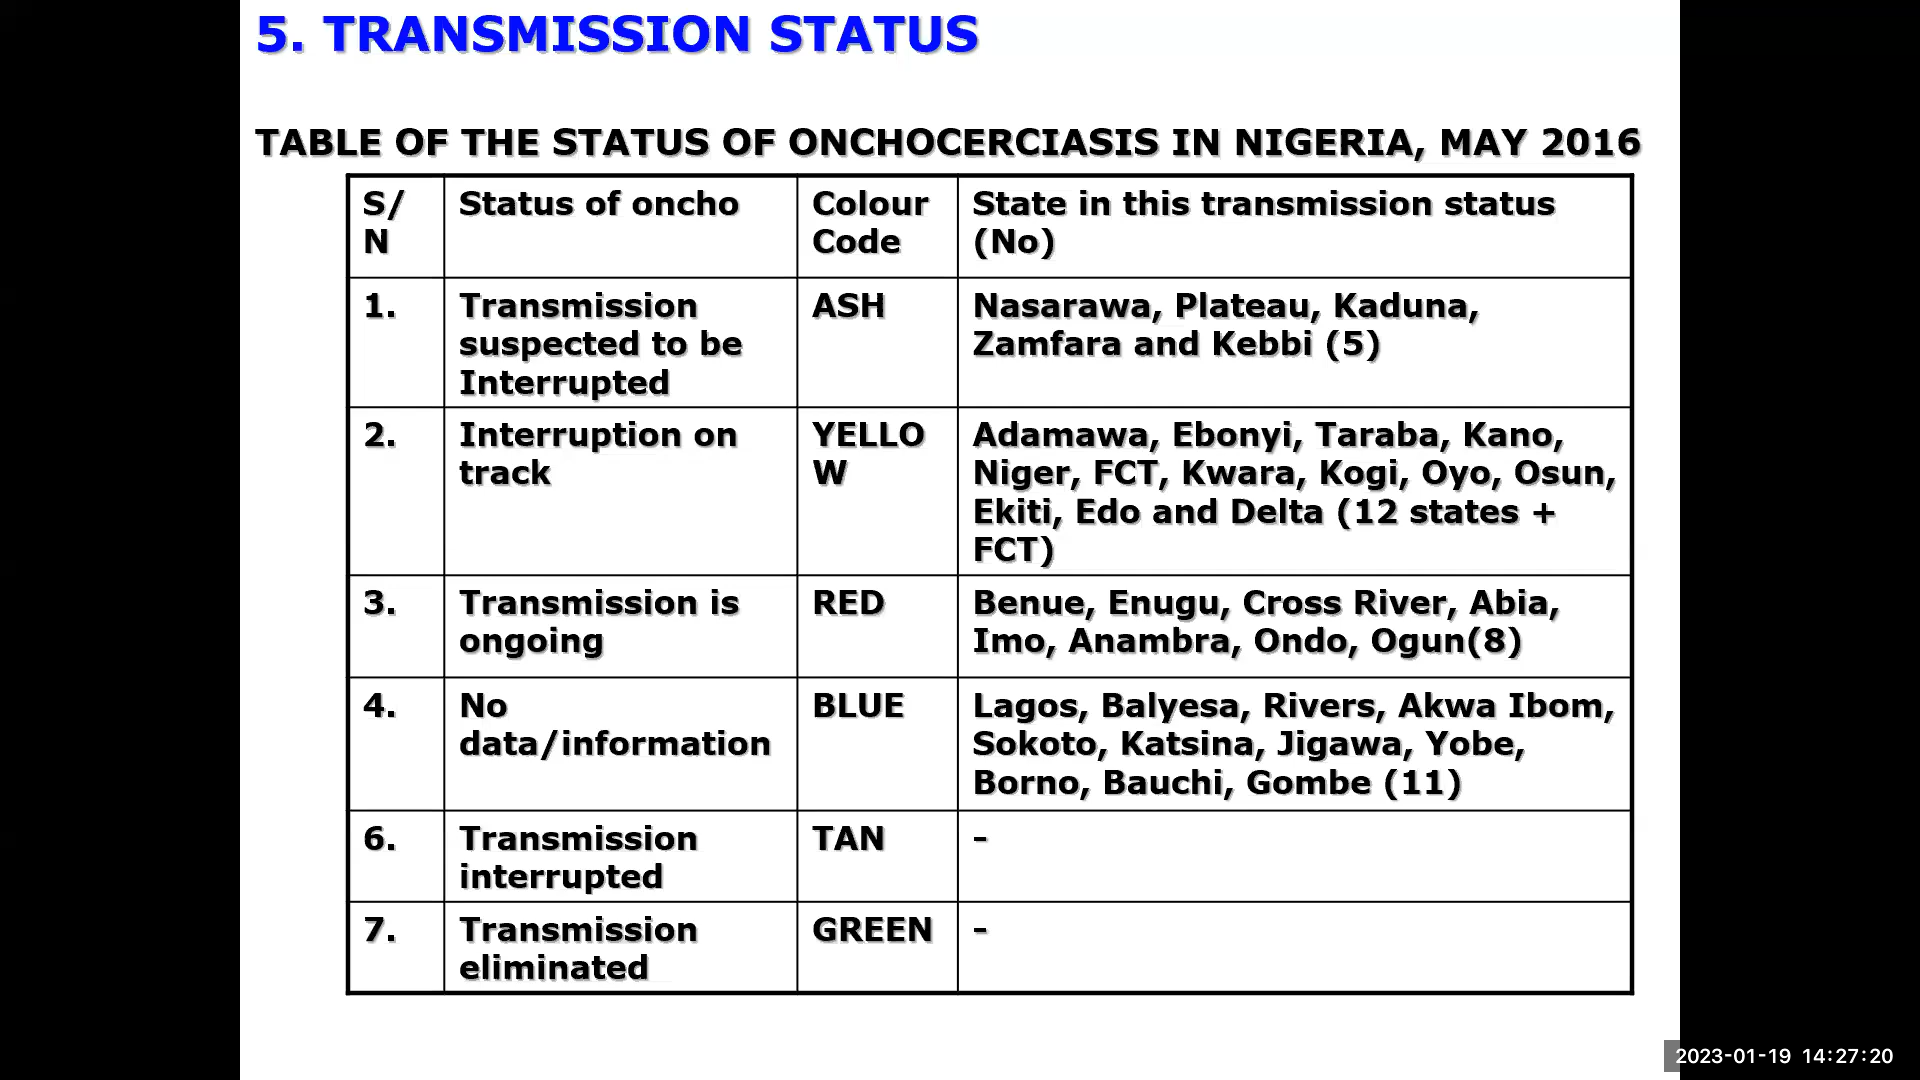 5. TRANSMISSION STATUS
TABLE OF THE STATUS OF ONCHOCERCIASIS IN NIGERIA, MAY 2016
S/
N
Status of oncho
Colour
Code
State in this transmission status
(No)
1.
Transmission
suspected to be
Interrupted
ASH
Nasarawa, Plateau, Kaduna,
Zamfara and Kebbi (5)
2.
Interruption on
track
YELLO
W
Adamawa, Ebonyi, Taraba, Kano,
Niger, FCT, Kwara, Kogi, Oyo, Osun,
Ekiti, Edo and Delta (12 states +
FCT)
3.
Transmission is
ongoing
RED
Benue, Enugu, Cross River, Abia,
Imo, Anambra, Ondo, Ogun(8)
4.
No
data/information
BLUE
Lagos, Balyesa, Rivers, Akwa Ibom,
Sokoto, Katsina, Jigawa, Yobe,
Borno, Bauchi, Gombe (11)
6.
Transmission
interrupted
TAN
-
7.
Transmission
eliminated
GREEN
-
2023-01-19 14:27:20